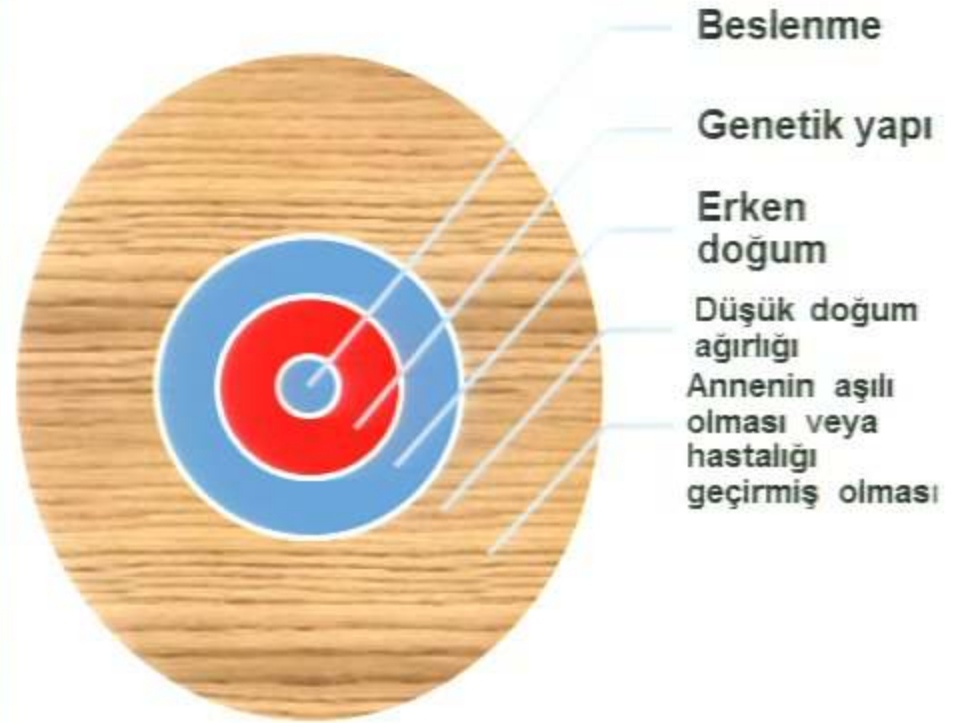 Beslenme
Genetik yapı
Erken
doğum
Düşük doğum
ağırlığı
Annenin aşılı
olması veya
hastalığı
geçirmiş olması